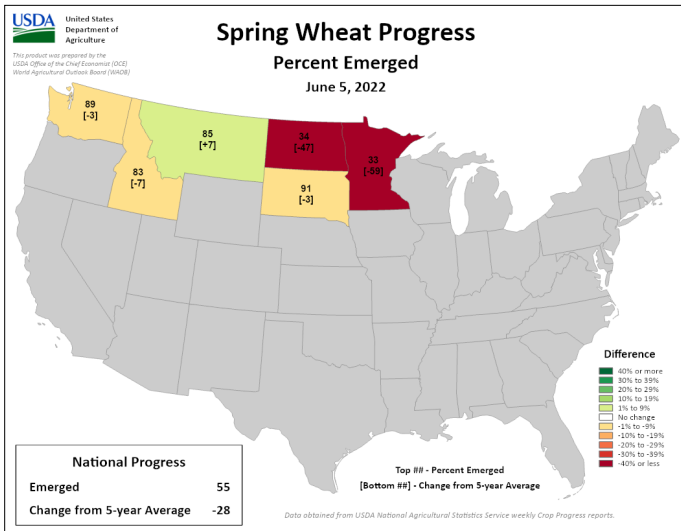 USDA
United States
Department of
Agriculture
This product was prepared by the
USDA Office of the Chief Economist (OCE)
World Agricultural Outlook Board (WAOB)
Spring Wheat Progress
Percent Emerged
June 5, 2022
89
[-3]
85
[+7]
34
[-47]
33
[-59]
83
[-7]
91
[-3]
Difference
40% or more
30% to 39%
20% to 29%
10% to 19%
1% to 9%
No change
-1% to -9%
-10% to -19%
-20% to -29%
-30% to -39%
-40% or less
National Progress
Emerged 55
Change from 5-year Average -28
Top ## - Percent Emerged
[Bottom ##] - Change from 5-year Average
Data obtained from USDA National Agricultural Statistics Service weekly Crop Progress reports.